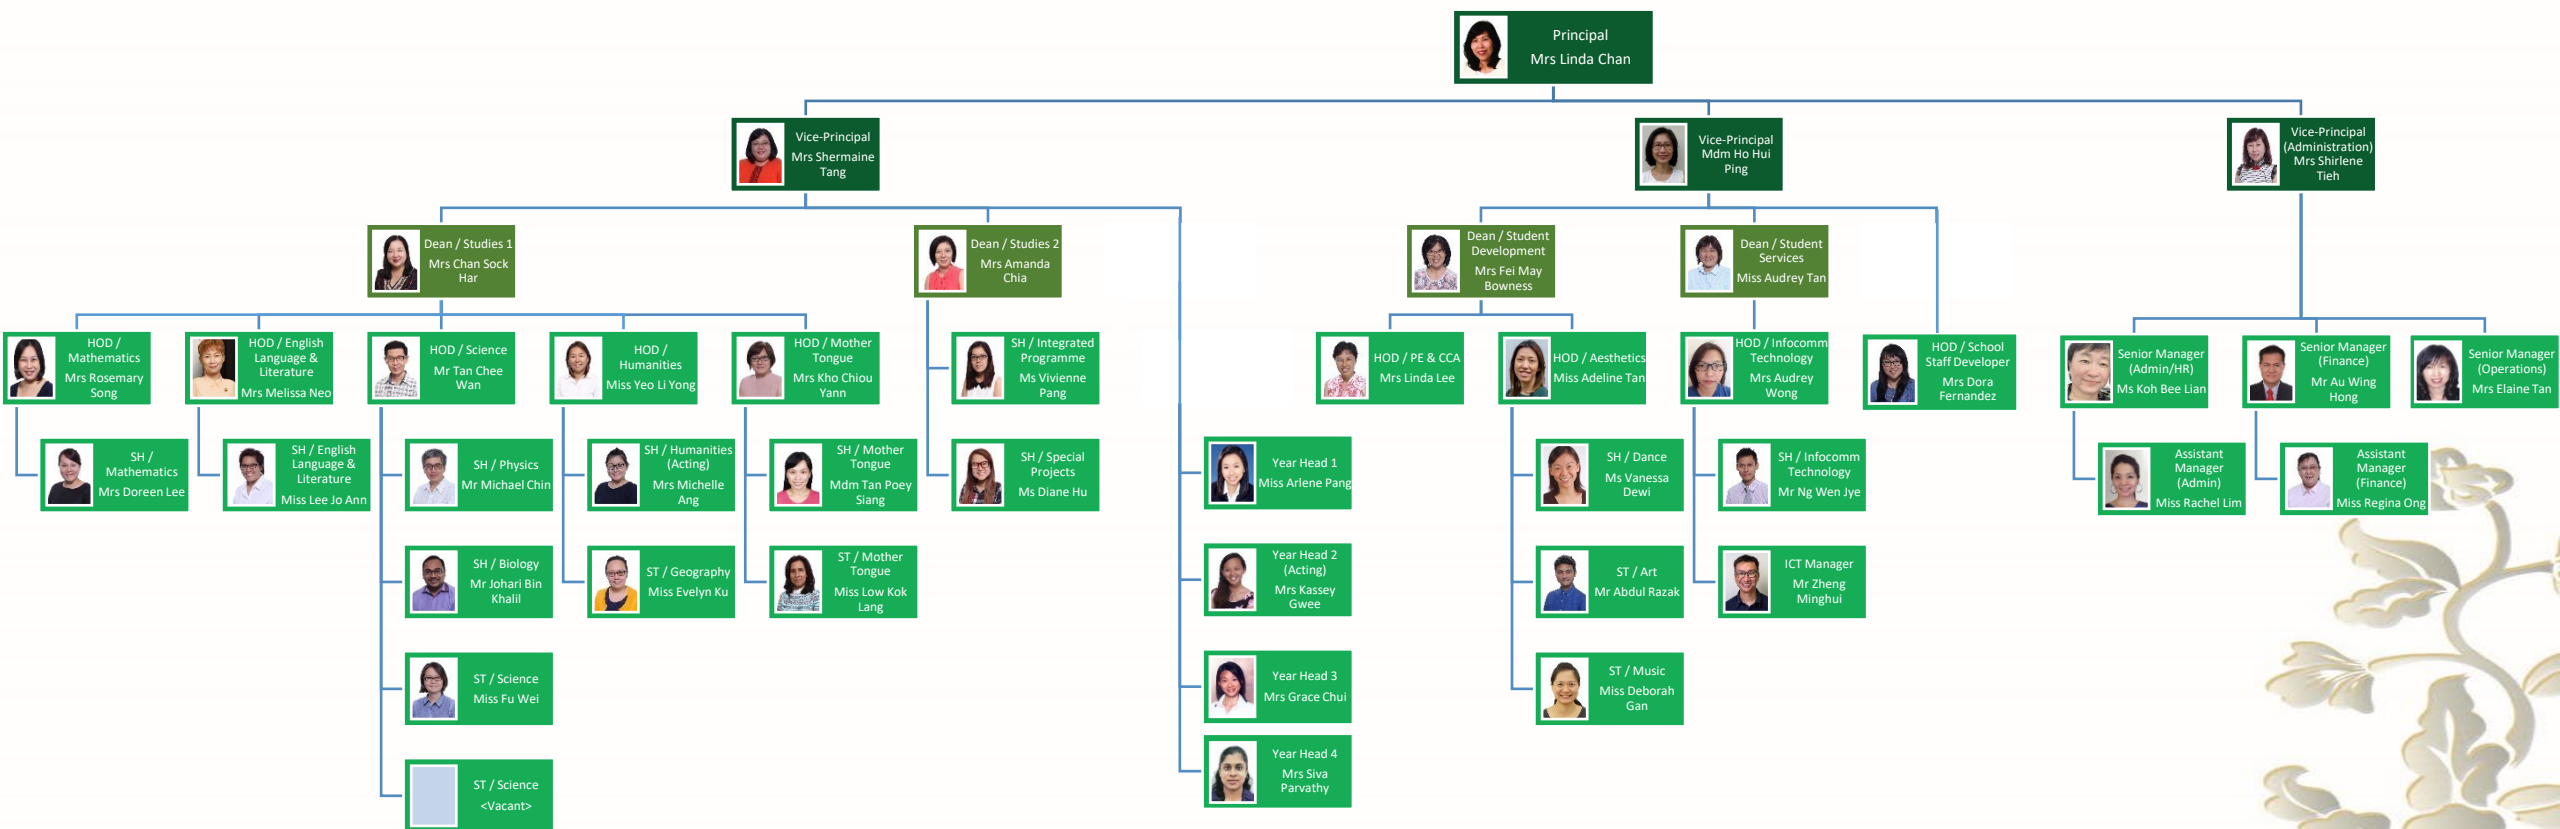 Principal
Mrs Linda Chan
Vice-Principal
Mrs Shermaine
Tang
Vice-Principal
Mdm Ho Hui
Ping
Vice-Principal
(Administration)
Mrs Shirlene
Tieh
Dean / Studies 1
Mrs Chan Sock
Har
Dean / Studies 2
Mrs Amanda
Chia
Dean / Student
Development
Mrs Fei May
Bowness
Dean / Student
Services
Miss Audrey Tan
HOD /
Mathematics
Mrs Rosemary
Song
HOD / English
Language &
Literature
Mrs Melissa Neo
HOD / Science
Mr Tan Chee
Wan
HOD /
Humanities
Miss Yeo Li Yong
HOD / Mother
Tongue
Mrs Kho Chiou
Yann
SH / Integrated
Programme
Ms Vivienne
Pang
HOD / PE & CCA
Mrs Linda Lee
HOD / Aesthetics
Miss Adeline Tan
HOD / Infocomm
Technology
Mrs Audrey
Wong
HOD / School
Staff Developer
Mrs Dora
Fernandez
Senior Manager
(Admin/HR)
Ms Koh Bee Lian
Senior Manager
(Finance)
Mr Au Wing
Hong
Senior Manager
(Operations)
Mrs Elaine Tan
SH /
Mathematics
Mrs Doreen Lee
SH / English
Language &
Literature
Miss Lee Jo Ann
SH / Physics
Mr Michael Chin
SH / Humanities
(Acting)
Mrs Michelle
Ang
SH / Mother
Tongue
Mdm Tan Poey
Siang
SH / Special
Projects
Ms Diane Hu
Year Head 1
Miss Arlene Pang
SH / Dance
Ms Vanessa
Dewi
SH / Infocomm
Technology
Mr Ng Wen Jye
Assistant
Manager
(Admin)
Miss Rachel Lim
Assistant
Manager
(Finance)
Miss Regina Ong
SH / Biology
Mr Johari Bin
Khalil
ST / Geography
Miss Evelyn Ku
ST / Mother
Tongue
Miss Low Kok
Lang
Year Head 2
(Acting)
Mrs Kassey
Gwee
ST / Art
Mr Abdul Razak
ICT Manager
Mr Zheng
Minghui
ST / Science
Miss Fu Wei
Year Head 3
Mrs Grace Chui
ST / Music
Miss Deborah
Gan
Year Head 4
Mrs Siva
Parvathy
ST / Science
<Vacant>